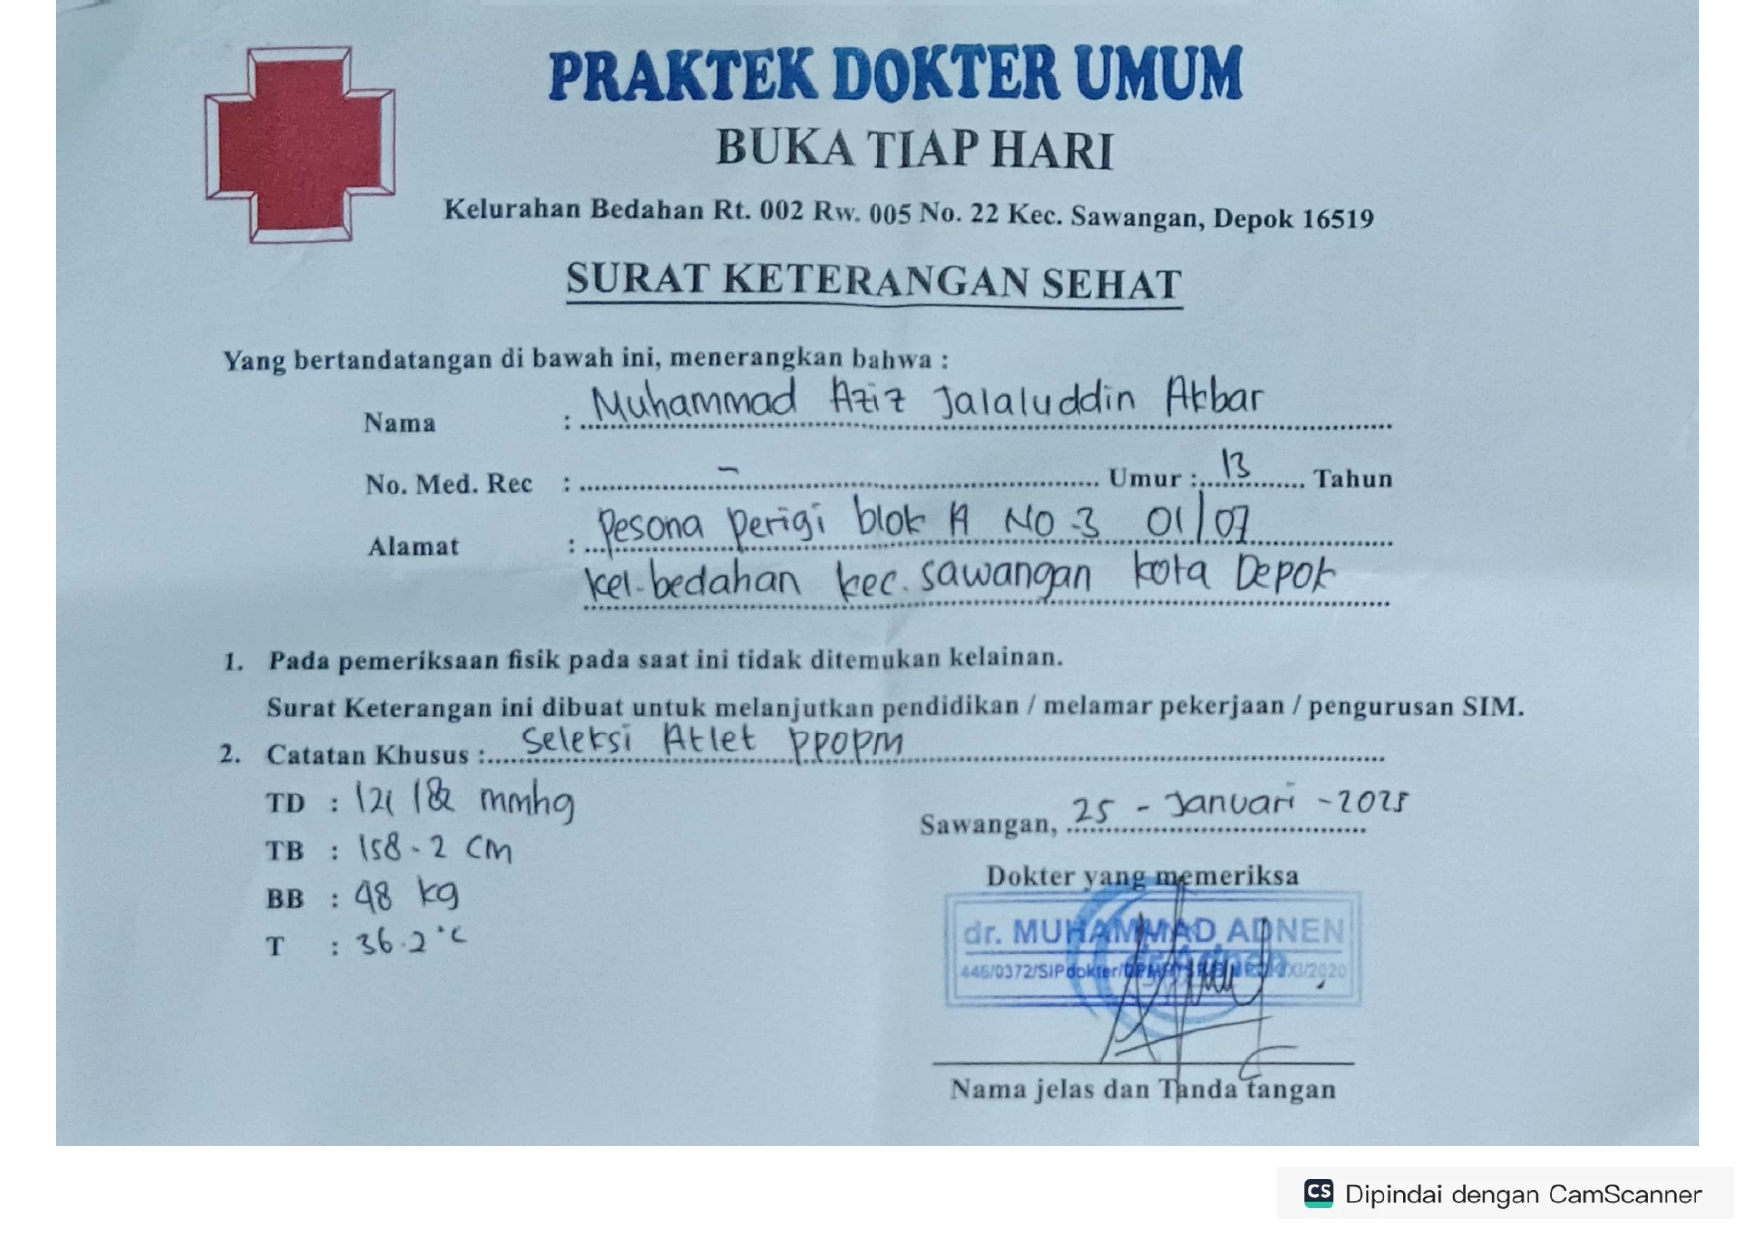 PRAKTEK DOKTER UMUM
BUKA TIAP HARI
Kelurahan Bedahan Rt. 002 Rw. 005 No. 22 Kec. Sawangan, Depok 16519
SURAT KETERANGAN SEHAT
Yang bertandatangan di bawah ini, menerangkan bahwa :
Nama : Muhammad Aziz Jalaluddin Akbar
No. Med. Rec : - Umur : 13 Tahun
Alamat : Pesona perigi blok A No 3 01/07
kel. bedahan kec. sawangan kota Depok
1. Pada pemeriksaan fisik pada saat ini tidak ditemukan kelainan.
Surat Keterangan ini dibuat untuk melanjutkan pendidikan / melamar pekerjaan / pengurusan SIM.
2. Catatan Khusus : Seleksi Atlet PPOPM
TD : mmhg
TB : 158.2 cm
BB : 48 kg
T : 36.2 °C
Sawangan, 25 - Januari - 2025
Dokter yang memeriksa
dr. MUHAMMAD ADNEN
446/0372/SIPdokter/
Nama jelas dan Tanda tangan
CS Dipindai dengan CamScanner